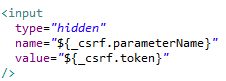 <input
type="hidden"
name="${_csrf.parameterName}"
value="${_csrf.token}"
/>